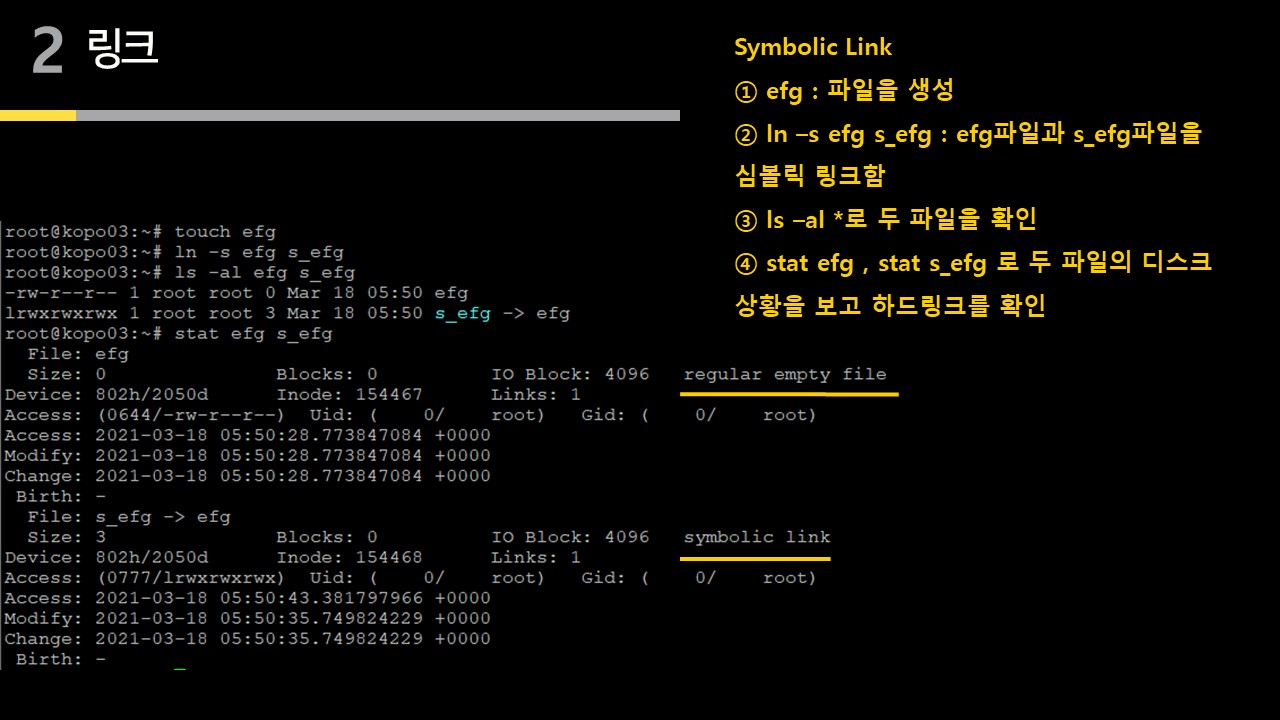 2 링크
Symbolic Link
① efg : 파일을 생성
② ln –s efg s_efg : efg파일과 s_efg파일을
심볼릭 링크함
③ ls –al *로 두 파일을 확인
④ stat efg , stat s_efg 로 두 파일의 디스크
상황을 보고 하드링크를 확인
root@kopo03:~# touch efg
root@kopo03:~# ln -s efg s_efg
root@kopo03:~# ls -al efg s_efg
-rw-r--r-- 1 root root 0 Mar 18 05:50 efg
lrwxrwxrwx 1 root root 3 Mar 18 05:50 s_efg -> efg
root@kopo03:~# stat efg s_efg
  File: efg
  Size: 0               Blocks: 0          IO Block: 4096   regular empty file
Device: 802h/2050d      Inode: 154467      Links: 1
Access: (0644/-rw-r--r--)  Uid: (    0/    root)   Gid: (    0/    root)
Access: 2021-03-18 05:50:28.773847084 +0000
Modify: 2021-03-18 05:50:28.773847084 +0000
Change: 2021-03-18 05:50:28.773847084 +0000
 Birth: -
  File: s_efg -> efg
  Size: 3               Blocks: 0          IO Block: 4096   symbolic link
Device: 802h/2050d      Inode: 154468      Links: 1
Access: (0777/lrwxrwxrwx)  Uid: (    0/    root)   Gid: (    0/    root)
Access: 2021-03-18 05:50:43.381797966 +0000
Modify: 2021-03-18 05:50:35.749824229 +0000
Change: 2021-03-18 05:50:35.749824229 +0000
 Birth: -